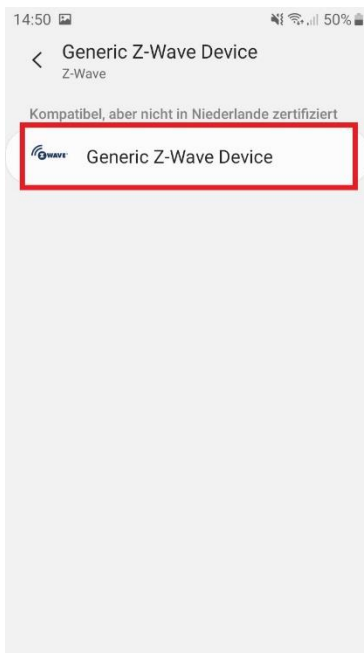 14:50 50%
Generic Z-Wave Device
Z-Wave
Kompatibel, aber nicht in Niederlande zertifiziert
Z-WAVE Generic Z-Wave Device